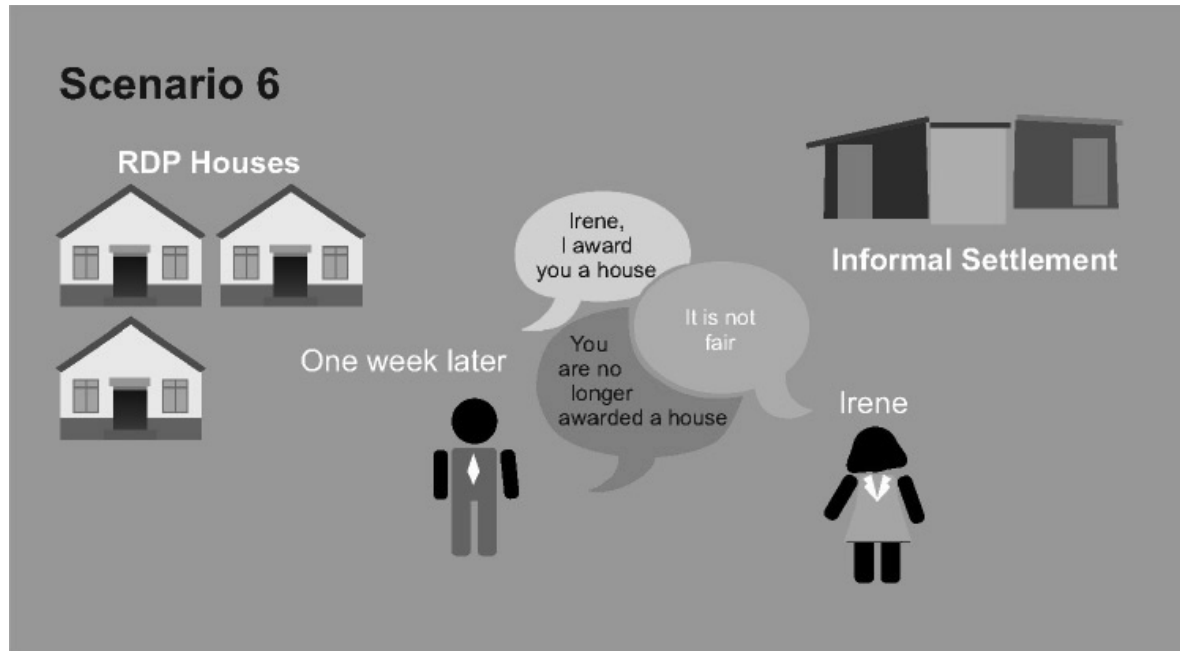 Scenario 6
RDP Houses
Irene,
I award
you a house
Informal Settlement
It is not
fair
One week later
You
are no
longer
awarded a house
Irene